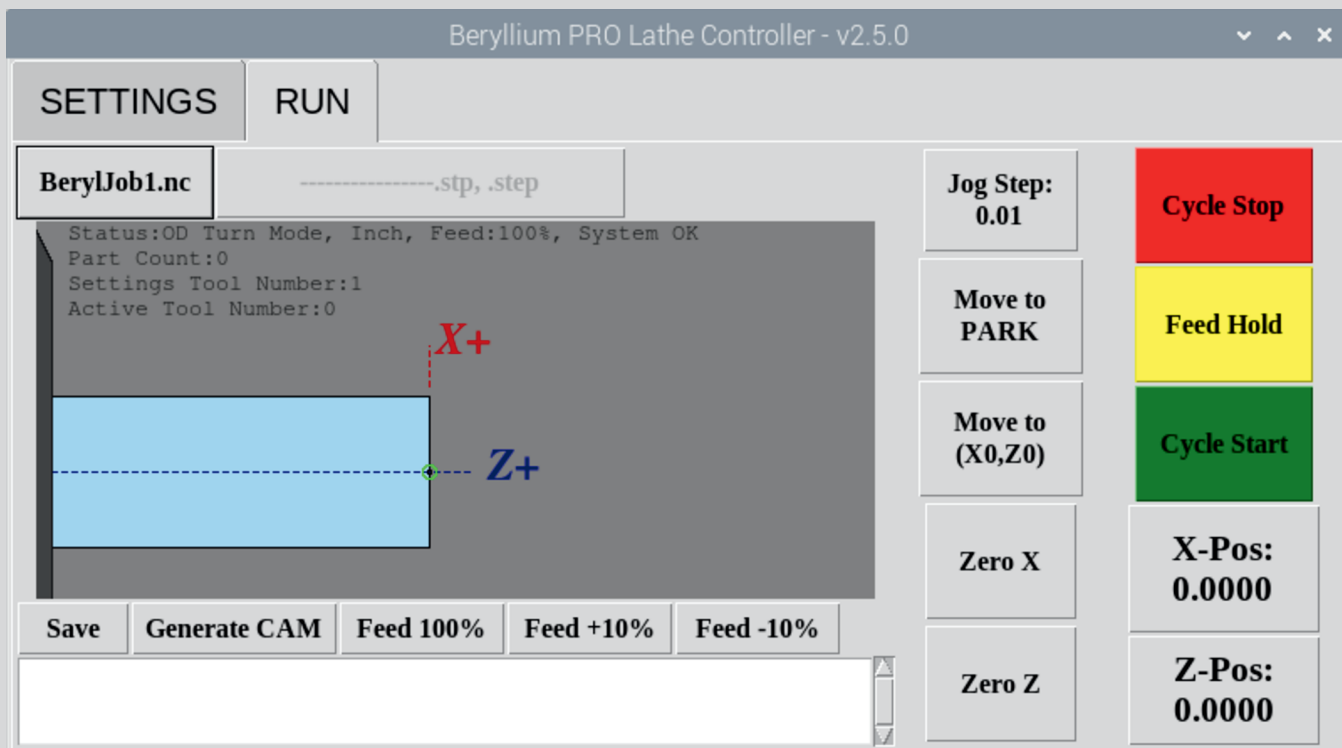 Beryllium PRO Lathe Controller - v2.5.0
SETTINGS
RUN
BerylJob1.nc
----------------.stp, .step
Status:OD Turn Mode, Inch, Feed:100%, System OK
Part Count:0
Settings Tool Number:1
Active Tool Number:0
X+
Z+
Save
Generate CAM
Feed 100%
Feed +10%
Feed -10%
Jog Step:
0.01
Move to
PARK
Move to
(X0,Z0)
Zero X
Zero Z
Cycle Stop
Feed Hold
Cycle Start
X-Pos:
0.0000
Z-Pos:
0.0000